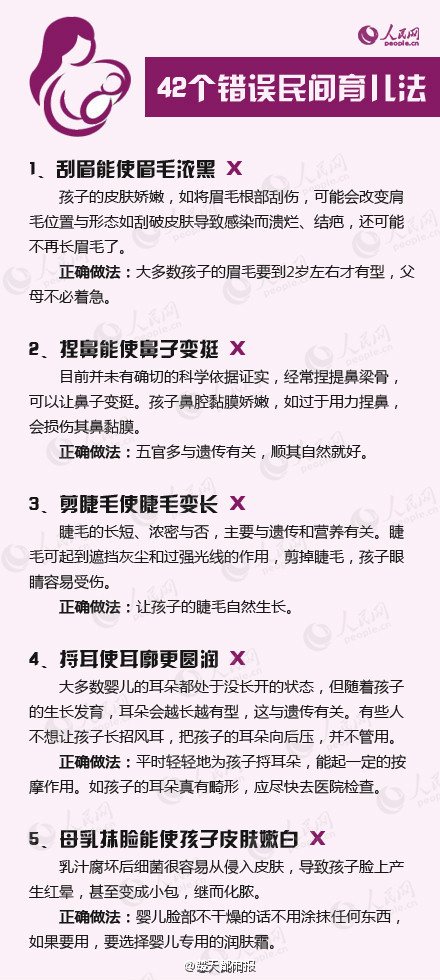 人民网
people.cn
42个错误民间育儿法
1、刮眉能使眉毛浓黑 X
孩子的皮肤娇嫩，如将眉毛根部刮伤，可能会改变肩
毛位置与形态如刮破皮肤导致感染而溃烂、结疤，还可能
不再长眉毛了。
正确做法：大多数孩子的眉毛要到2岁左右才有型，父
母不必着急。
2、捏鼻能使鼻子变挺 X
目前并未有确切的科学依据证实，经常捏提鼻梁骨，
可以让鼻子变挺。孩子鼻腔黏膜娇嫩，如过于用力捏鼻，
会损伤其鼻黏膜。
正确做法：五官多与遗传有关，顺其自然就好。
3、剪睫毛使睫毛变长 X
睫毛的长短、浓密与否，主要与遗传和营养有关。睫
毛可起到遮挡灰尘和过强光线的作用，剪掉睫毛，孩子眼
睛容易受伤。
正确做法：让孩子的睫毛自然生长。
4、捋耳使耳廓更圆润 X
大多数婴儿的耳朵都处于没长开的状态，但随着孩子
的生长发育，耳朵会越长越有型，这与遗传有关。有些人
不想让孩子长招风耳，把孩子的耳朵向后压，并不管用。
正确做法：平时轻轻地为孩子捋耳朵，能起一定的按
摩作用。如孩子的耳朵真有畸形，应尽快去医院检查。
5、母乳抹脸能使孩子皮肤嫩白 X
乳汁腐坏后细菌很容易从侵入皮肤，导致孩子脸上产
生红晕，甚至变成小包，继而化脓。
正确做法：婴儿脸部不干燥的话不用涂抹任何东西，
如果要用，要选择婴儿专用的润肤霜。
@楚天都市报